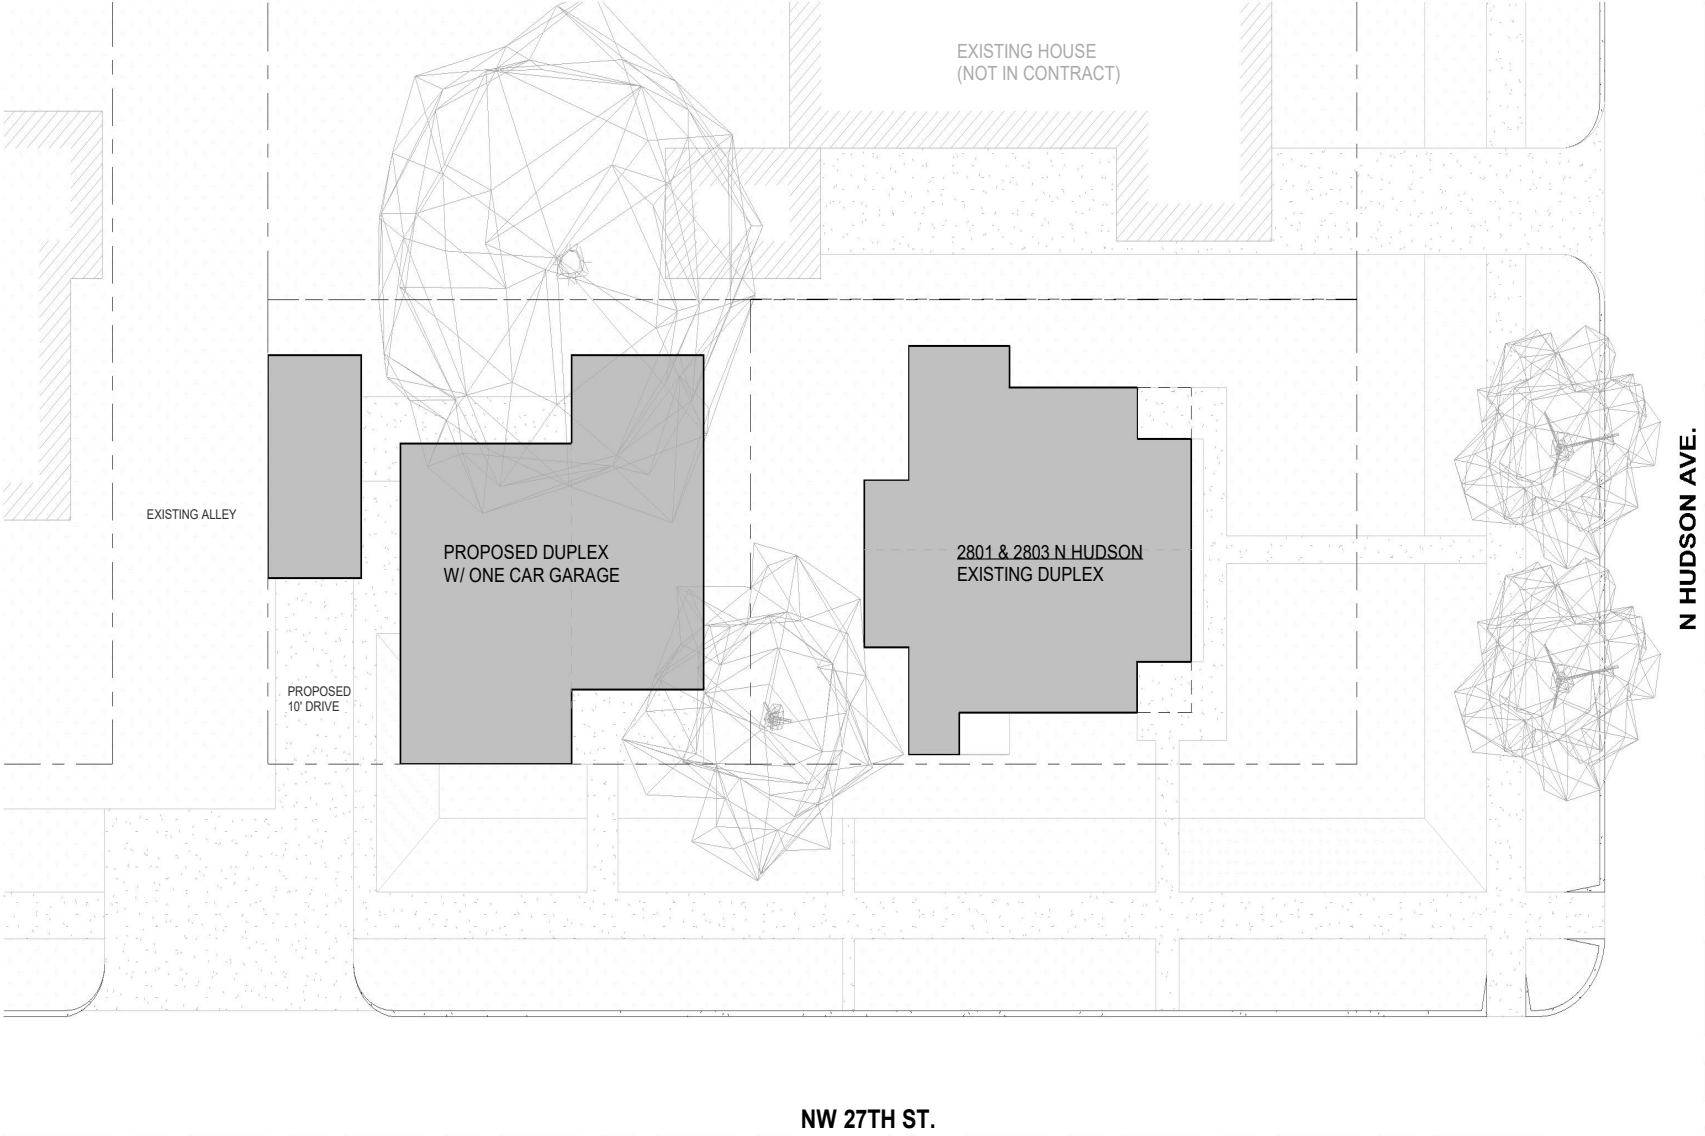 EXISTING HOUSE
(NOT IN CONTRACT)
N HUDSON AVE.
EXISTING ALLEY
PROPOSED DUPLEX
W/ ONE CAR GARAGE
2801 & 2803 N HUDSON
EXISTING DUPLEX
PROPOSED
10' DRIVE
NW 27TH ST.